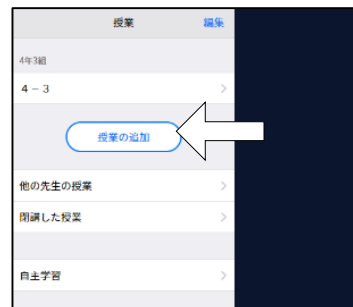 授業 編集
4年3組
4－3
授業の追加
他の先生の授業
閉講した授業
自主学習